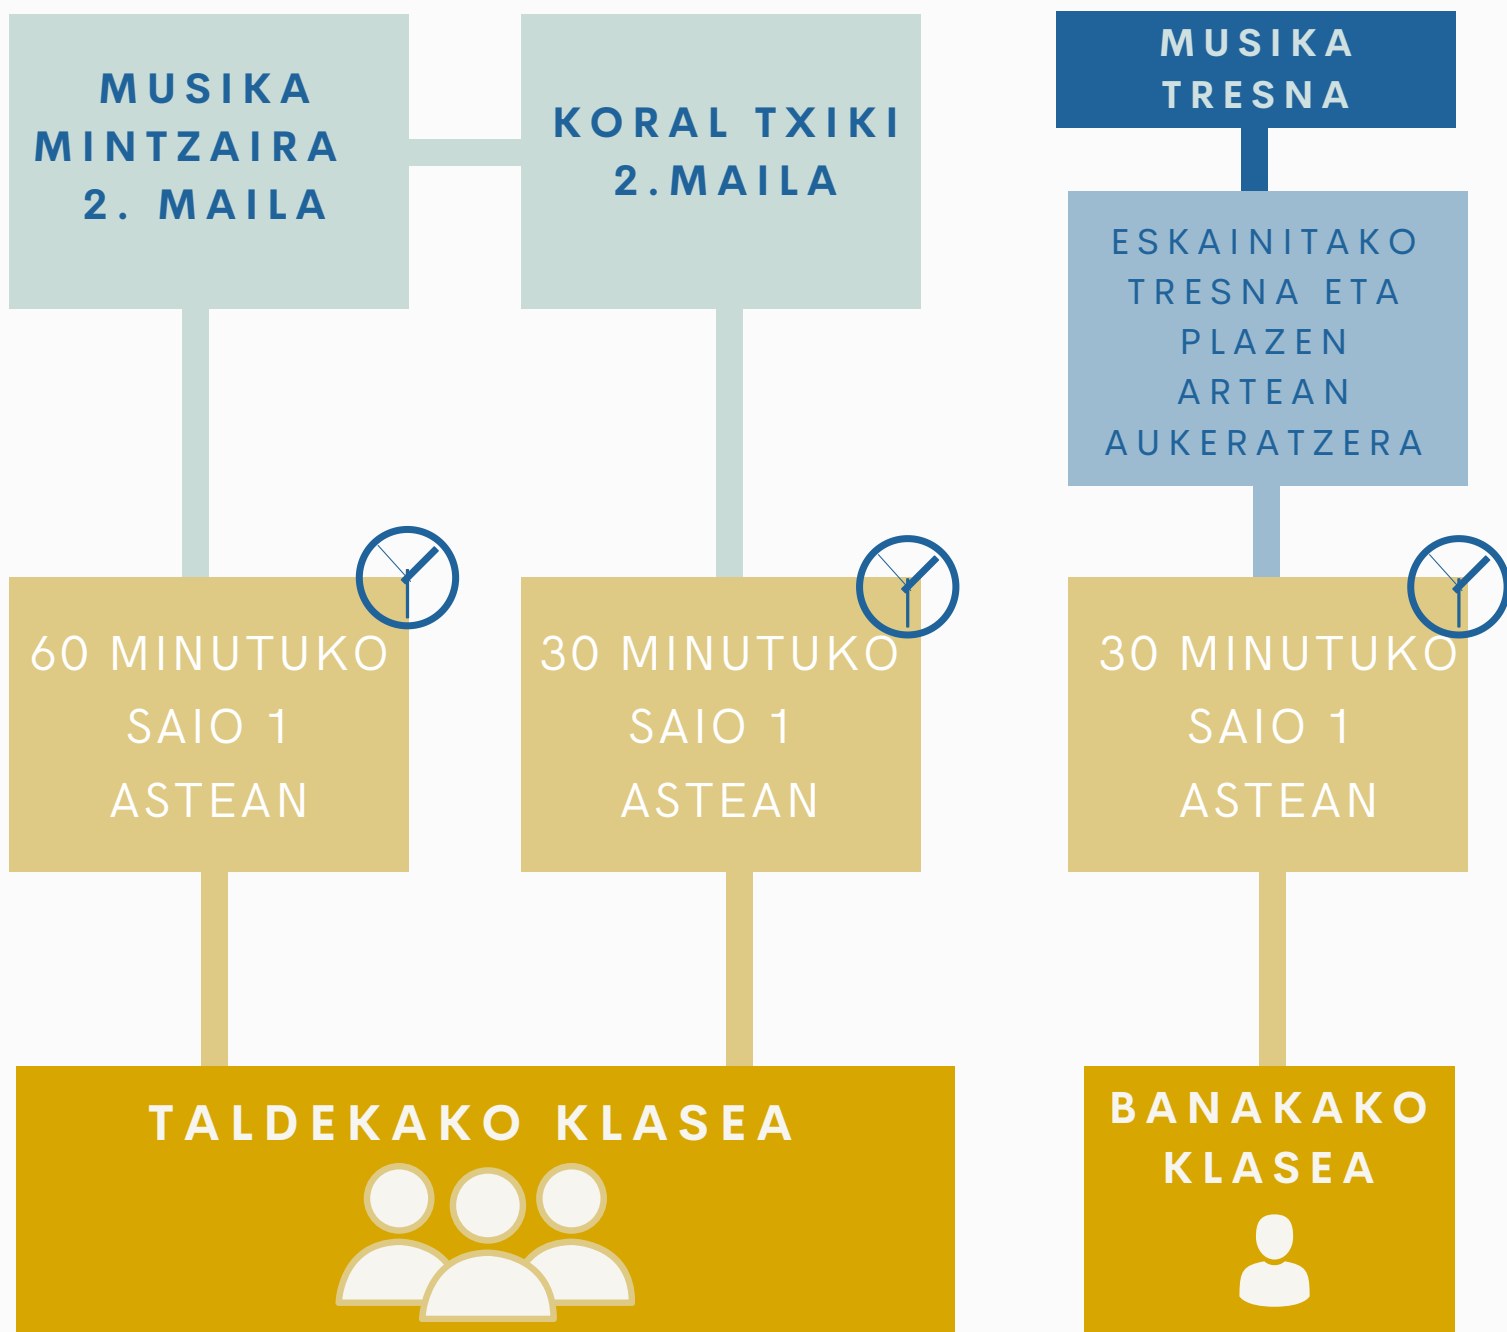 MUSIKA
MINTZAIRA
2. MAILA
KORAL TXIKI
2.MAILA
MUSIKA
TRESNA
ESKAINITAKO
TRESNA ETA
PLAZEN
ARTEAN
AUKERATZERA
60 MINUTUKO
SAIO 1
ASTEAN
30 MINUTUKO
SAIO 1
ASTEAN
30 MINUTUKO
SAIO 1
ASTEAN
TALDEKAKO KLASEA
BANAKAKO
KLASEA